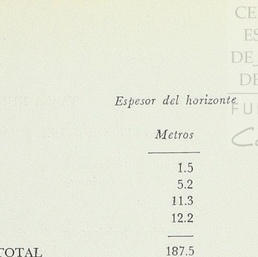 CE
ES
DE
DE
Espesor del horizonte
FU
Metros
1.5
5.2
11.3
12.2
TOTAL 187.5